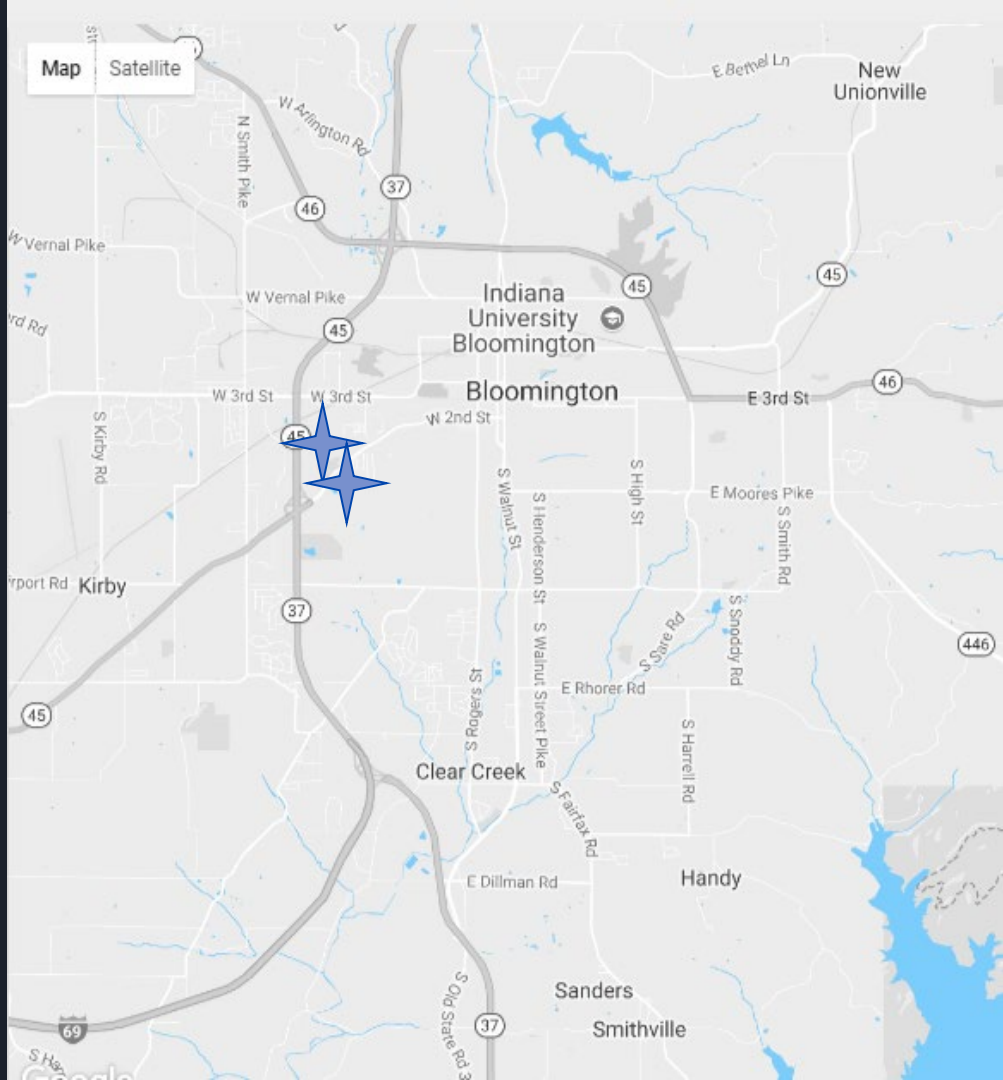 Map
Satellite
E Bethel Ln
New
Unionville
W Arlington Rd
N Smith Pike
37
46
W Vernal Pike
45
45
W Vernal Pike
Indiana
University
Bloomington
45
rd Rd
46
Bloomington
W 3rd St
W 3rd St
E 3rd St
W 2nd St
S Kirby Rd
45
S Walnut St
S High St
E Moores Pike
S Henderson St
S Smith Rd
rport Rd
Kirby
37
S Snoddy Rd
S Sare Rd
446
S Walnut Street Pike
S Rogers St
E Rhorer Rd
45
S Harrell Rd
Clear Creek
S Fairfax Rd
E Dillman Rd
Handy
Sanders
S Old State Rd 3
37
Smithville
69
S Har
Google